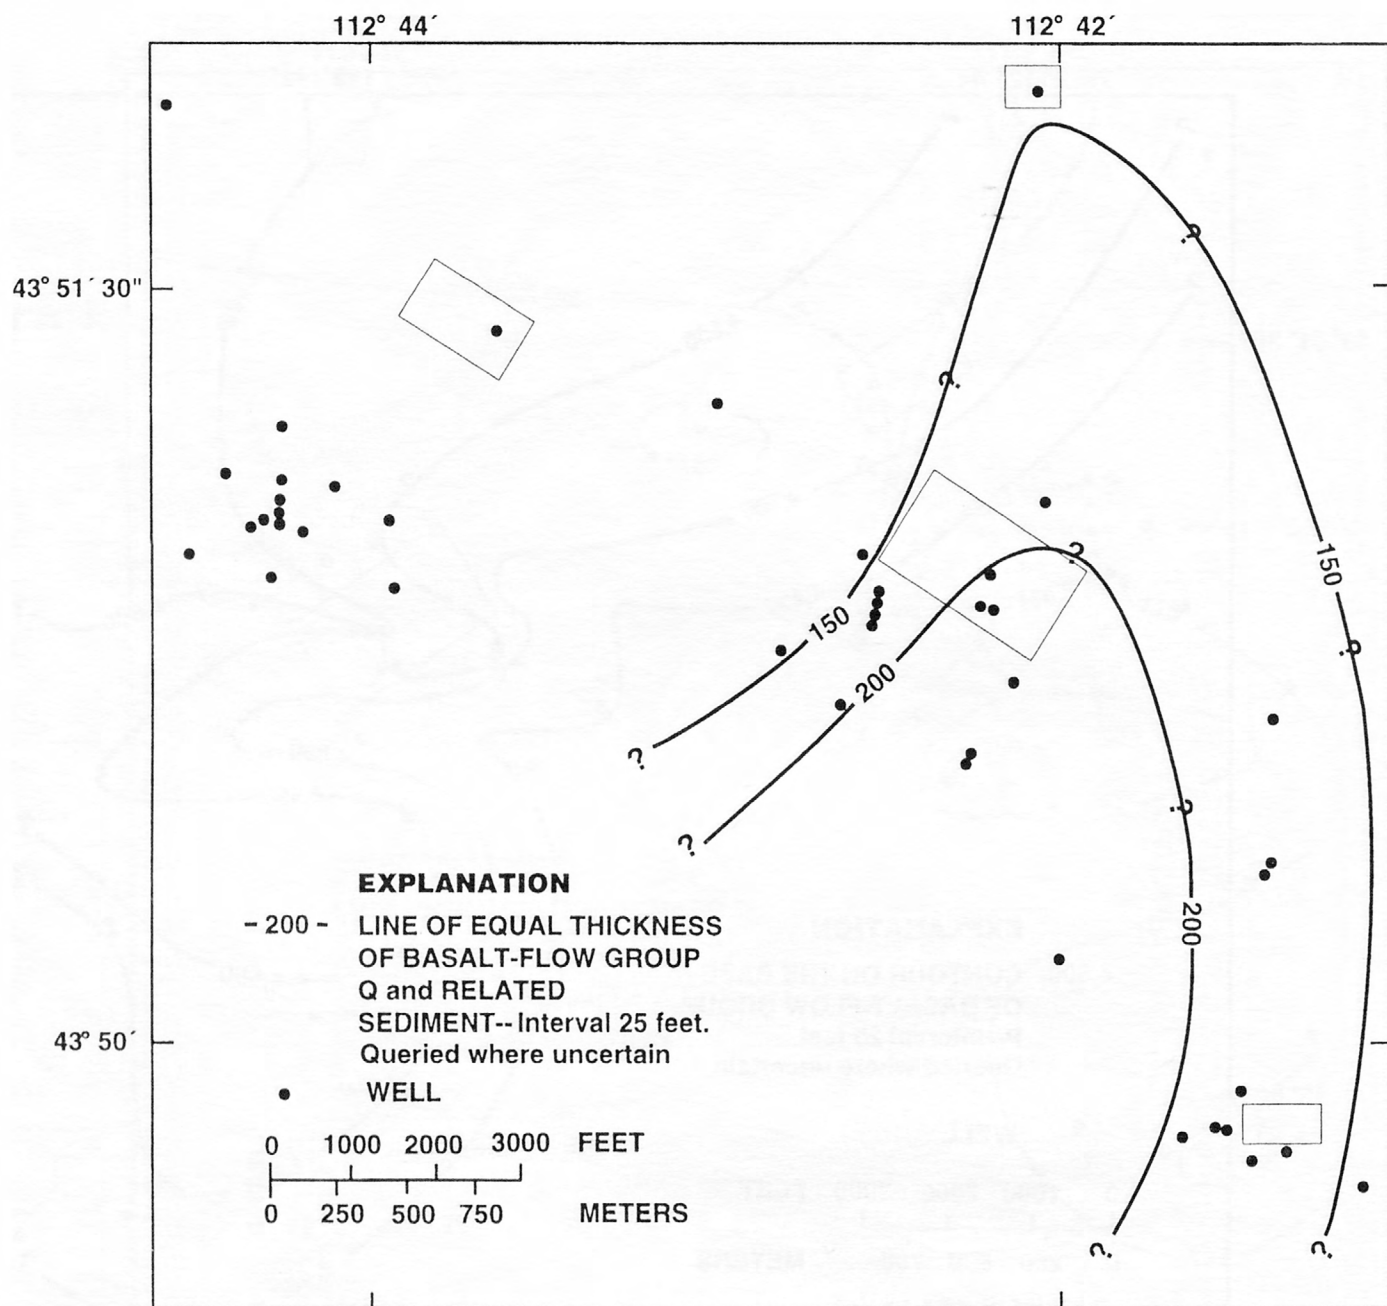 112° 44´
112° 42´
43° 51´ 30"
?
?
150
?
150
?
200
?
?
?
?
200
EXPLANATION
-200- LINE OF EQUAL THICKNESS
OF BASALT-FLOW GROUP
Q and RELATED
SEDIMENT--Interval 25 feet.
Queried where uncertain
43° 50´
WELL
0 1000 2000 3000 FEET
0 250 500 750 METERS
?
?